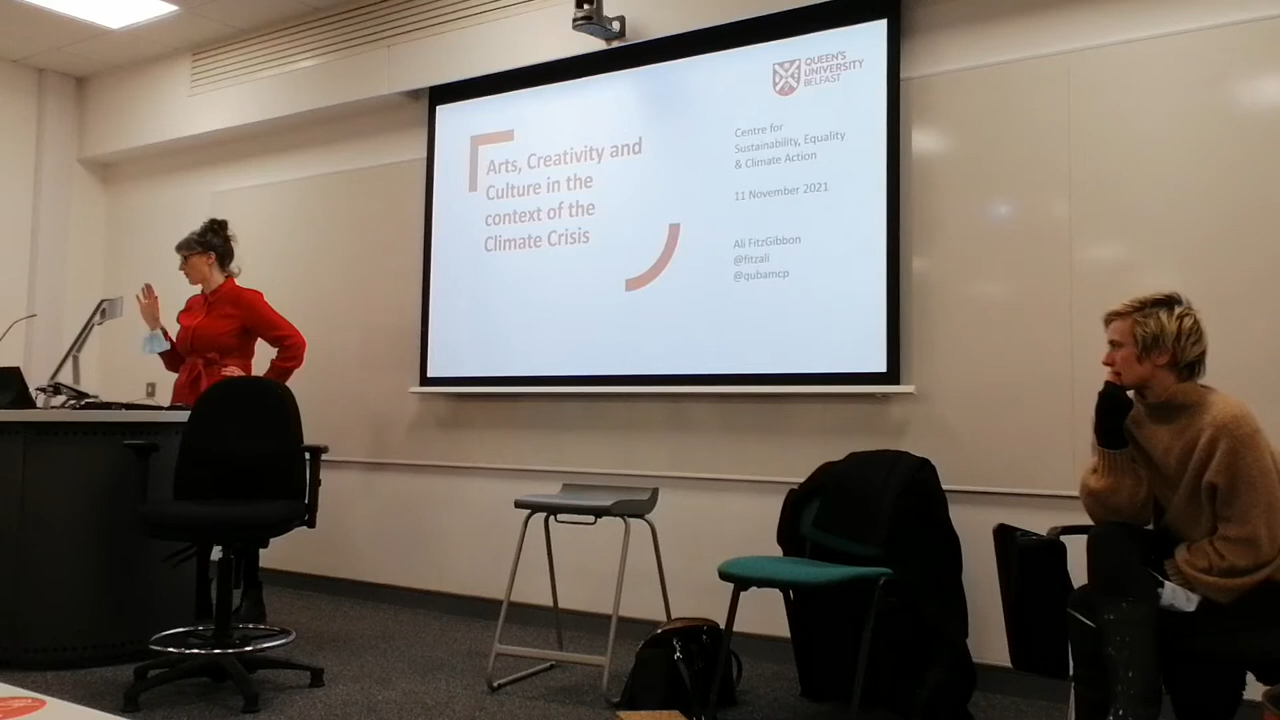 QUEEN'S
UNIVERSITY
BELFAST
Arts, Creativity and
Culture in the
context of the
Climate Crisis
Centre for
Sustainability, Equality
& Climate Action
11 November 2021
Ali FitzGibbon
@fitzali
@qubamcp